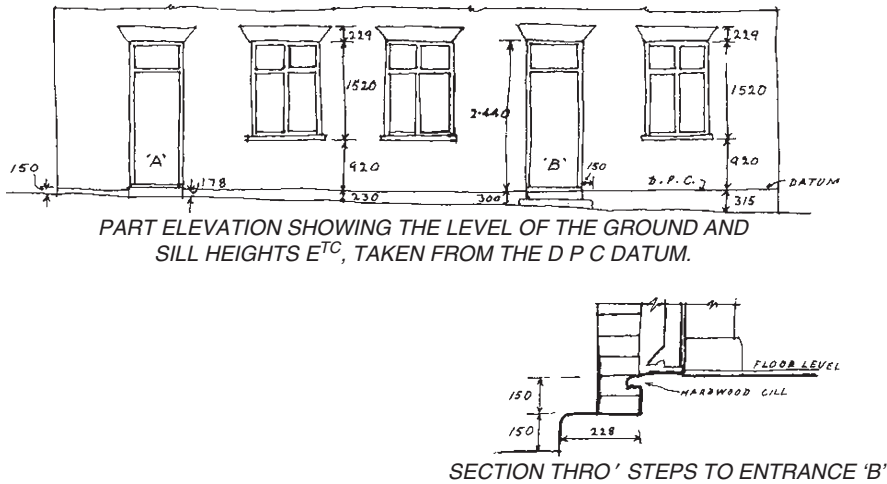 229
229
1520
2·440
1520
'A'
'B'
150
920
150
920
178
D.P.C.
DATUM
230
300
315
PART ELEVATION SHOWING THE LEVEL OF THE GROUND AND
SILL HEIGHTS E^TC, TAKEN FROM THE D P C DATUM.
FLOOR LEVEL
150
HARDWOOD CILL
150
228
SECTION THRO' STEPS TO ENTRANCE 'B'